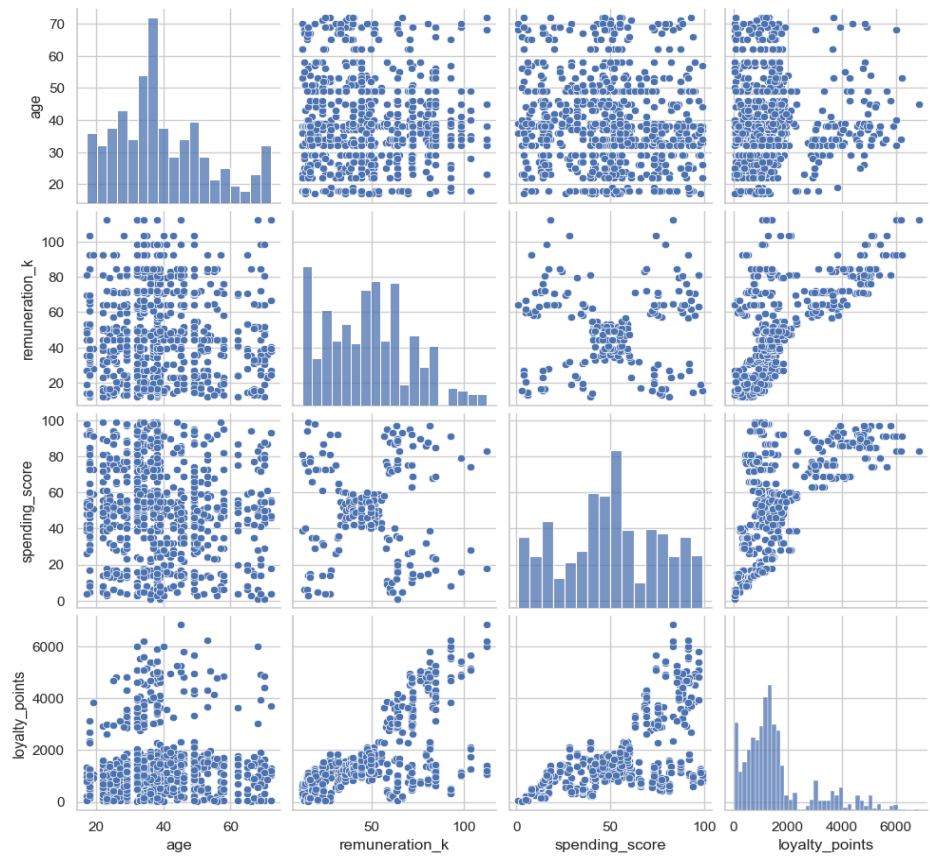 70
60
50
40
30
20
age
100
80
60
40
20
remuneration_k
100
80
60
40
20
0
spending_score
6000
4000
2000
0
loyalty_points
20 40 60
50 100
0 50 100
0 2000 4000 6000
age remuneration_k spending_score loyalty_points